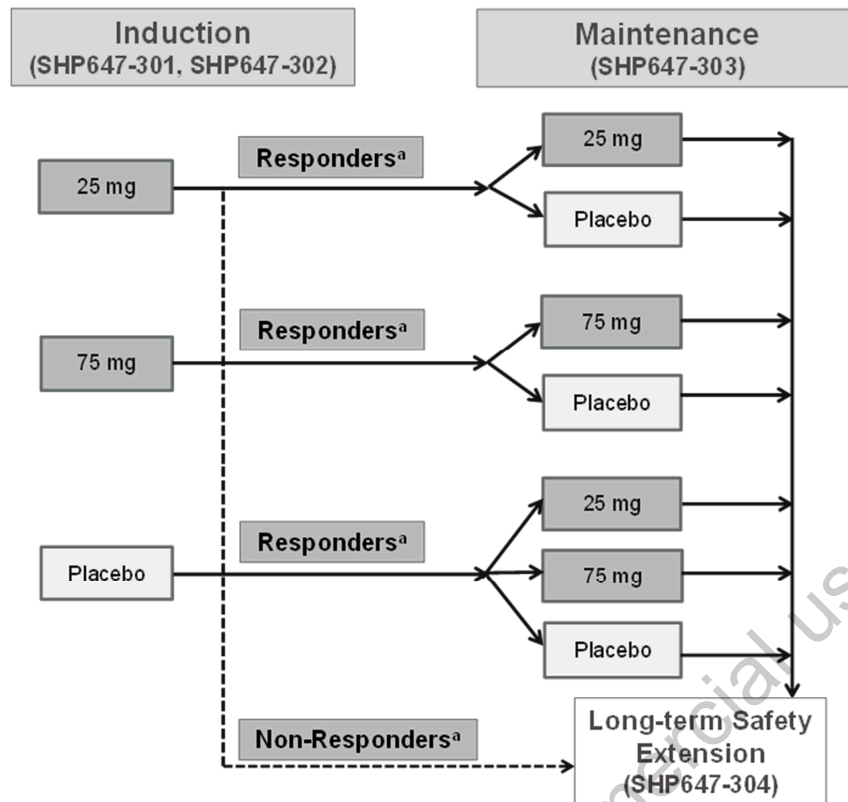 Induction
(SHP647-301, SHP647-302)
Maintenance
(SHP647-303)
25 mg
Respondersᵃ
25 mg
Placebo
75 mg
Respondersᵃ
75 mg
Placebo
Placebo
Respondersᵃ
25 mg
75 mg
Placebo
Non-Respondersᵃ
Long-term Safety
Extension
(SHP647-304)